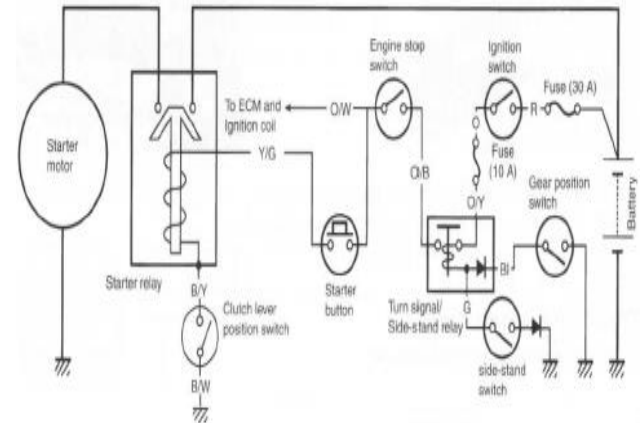 Engine stop
switch
Ignition
switch
Fuse (30 A)
To ECM and
Ignition coil
O/W
R
Starter
motor
Y/G
Fuse
(10 A)
O/B
O/Y
Gear position
switch
Battery
Starter relay
Starter
button
Turn signal/
Side-stand relay
Bl
G
B/Y
Clutch lever
position switch
side-stand
switch
B/W